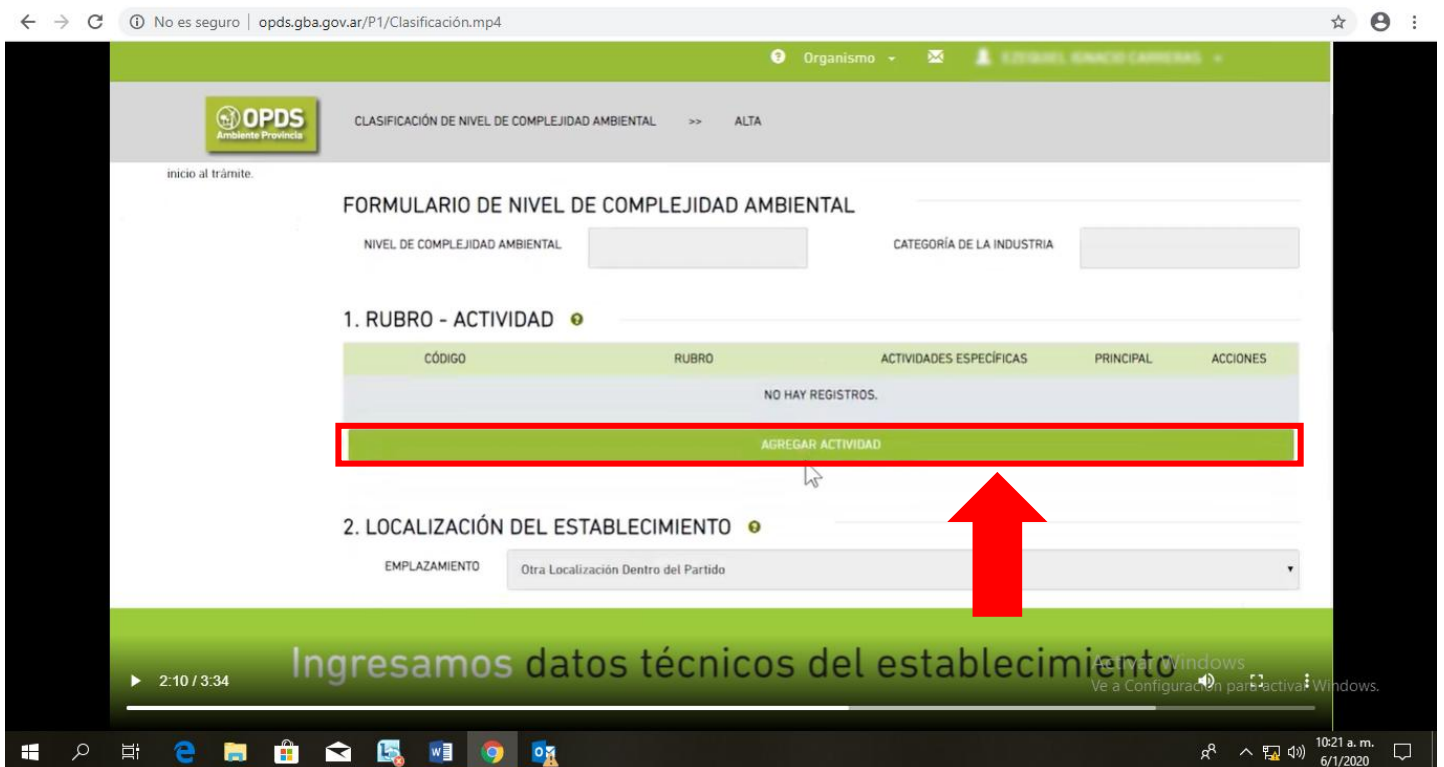 No es seguro | opds.gba.gov.ar/P1/Clasificación.mp4
Organismo
OPDS
Ambiente Provincia
CLASIFICACIÓN DE NIVEL DE COMPLEJIDAD AMBIENTAL >> ALTA
inicio al trámite.
FORMULARIO DE NIVEL DE COMPLEJIDAD AMBIENTAL
NIVEL DE COMPLEJIDAD AMBIENTAL CATEGORÍA DE LA INDUSTRIA
1. RUBRO - ACTIVIDAD
CÓDIGO RUBRO ACTIVIDADES ESPECÍFICAS PRINCIPAL ACCIONES
NO HAY REGISTROS.
AGREGAR ACTIVIDAD
2. LOCALIZACIÓN DEL ESTABLECIMIENTO
EMPLAZAMIENTO Otra Localización Dentro del Partido
Ingresamos datos técnicos del establecimiento
Activar Windows
Ve a Configuración para activar Windows.
2:10 / 3:34
10:21 a. m.
6/1/2020